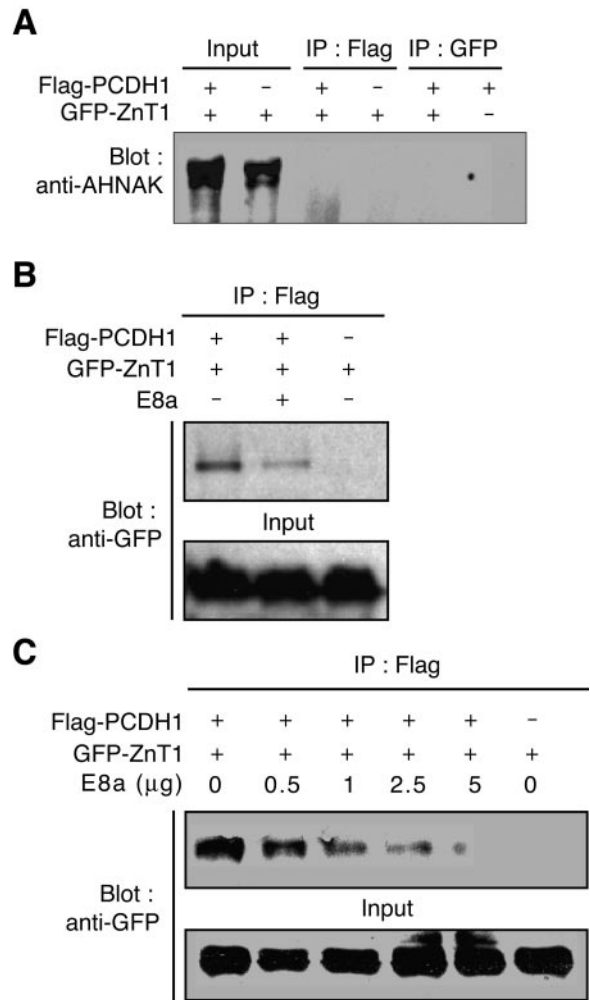 A
Input IP : Flag IP : GFP
Flag-PCDH1 + – + – + +
GFP-ZnT1 + + + + + –
Blot :
anti-AHNAK
B
IP : Flag
Flag-PCDH1 + + –
GFP-ZnT1 + + +
E8a – + –
Blot :
anti-GFP
Input
C
IP : Flag
Flag-PCDH1 + + + + + –
GFP-ZnT1 + + + + + +
E8a (μg) 0 0.5 1 2.5 5 0
Blot :
anti-GFP
Input